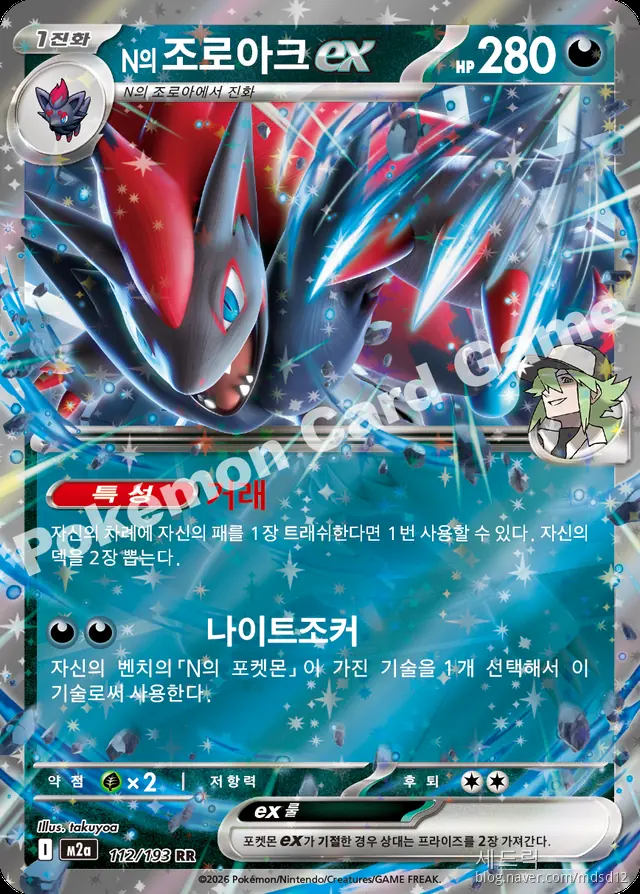 1진화
N의 조로아크 ex
HP 280
N의 조로아에서 진화
Pokémon Card Game
특성 거래
자신의 차례에 자신의 패를 1장 트래쉬한다면 1번 사용할 수 있다. 자신의
덱을 2장 뽑는다.
나이트조커
자신의 벤치의 「N의 포켓몬」이 가진 기술을 1개 선택해서 이
기술로써 사용한다.
약점 ×2 저항력 후퇴
ex 룰
포켓몬 ex가 기절한 경우 상대는 프라이즈를 2장 가져간다.
Illus. takuyoa
I m2a 112/193 RR
©2026 Pokémon/Nintendo/Creatures/GAME FREAK.
세드릭
blog.naver.com/mdsd12